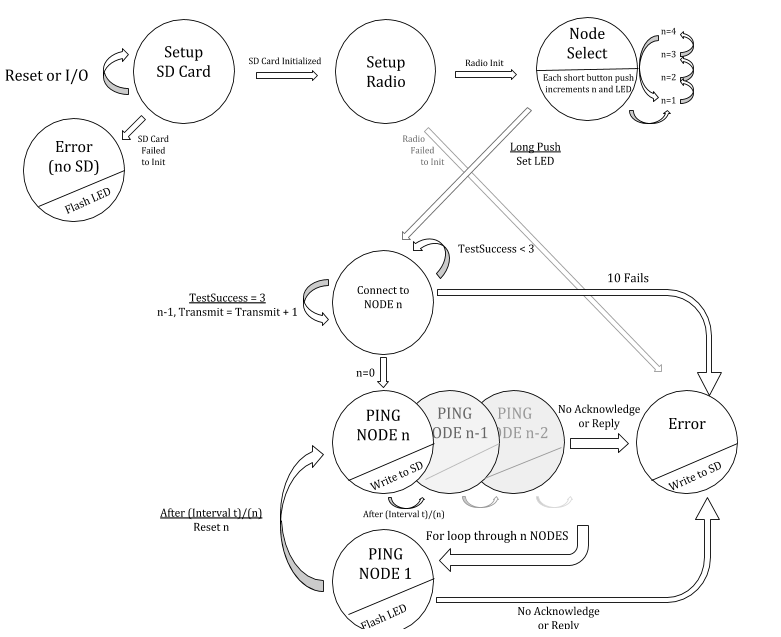 Setup
SD Card
Reset or I/O
SD Card Initialized
Setup
Radio
Radio Init
Node
Select
Each short button push
increments n and LED
n=4
n=3
n=2
n=1
Error
(no SD)
Flash LED
SD Card
Failed
to Init
Radio
Failed
to Init
Long Push
Set LED
TestSuccess < 3
Connect to
NODE n
TestSuccess = 3
n-1, Transmit = Transmit + 1
10 Fails
n=0
PING
NODE n
Write to SD
PING
ODE n-1
PING
ODE n-2
No Acknowledge
or Reply
Error
Write to SD
After (Interval t)/(n)
After (Interval t)/(n)
Reset n
For loop through n NODES
PING
NODE 1
Flash LED
No Acknowledge
or Reply